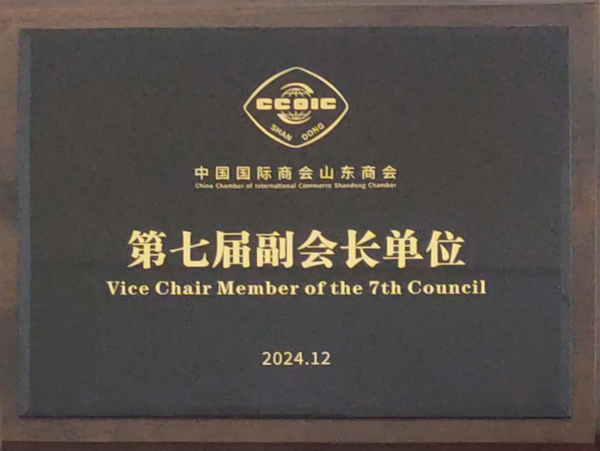 CCOIC
SHAN DONG
中国国际商会山东商会
China Chamber of International Commerce Shandong Chamber
第七届副会长单位
Vice Chair Member of the 7th Council
2024.12